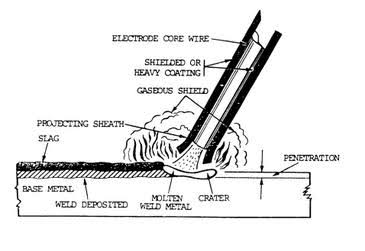 ELECTRODE CORE WIRE
SHIELDED OR
HEAVY COATING
GASEOUS SHIELD
PROJECTING SHEATH
SLAG
PENETRATION
BASE METAL
MOLTEN
WELD METAL
CRATER
WELD DEPOSITED